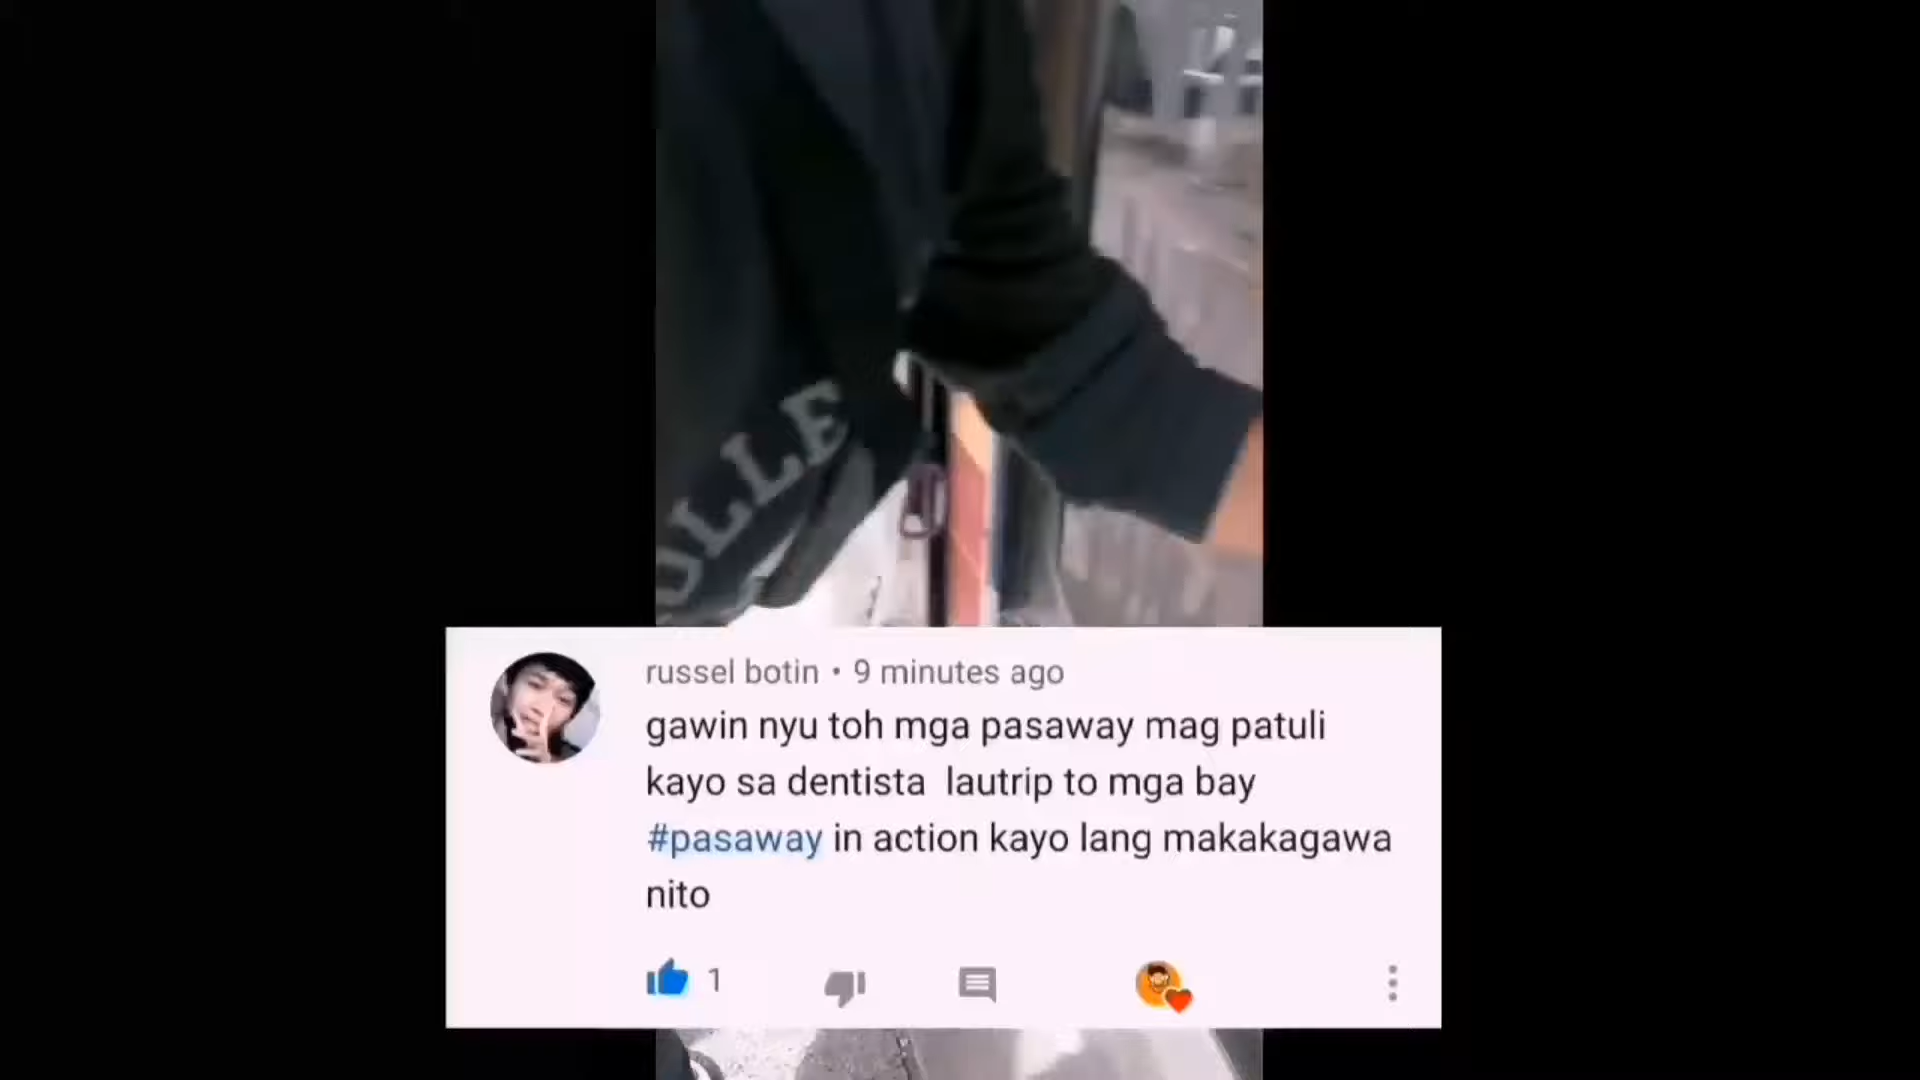 OLLE
russel botin • 9 minutes ago
gawin nyu toh mga pasaway mag patuli
kayo sa dentista  lautrip to mga bay
#pasaway in action kayo lang makakagawa
nito
1